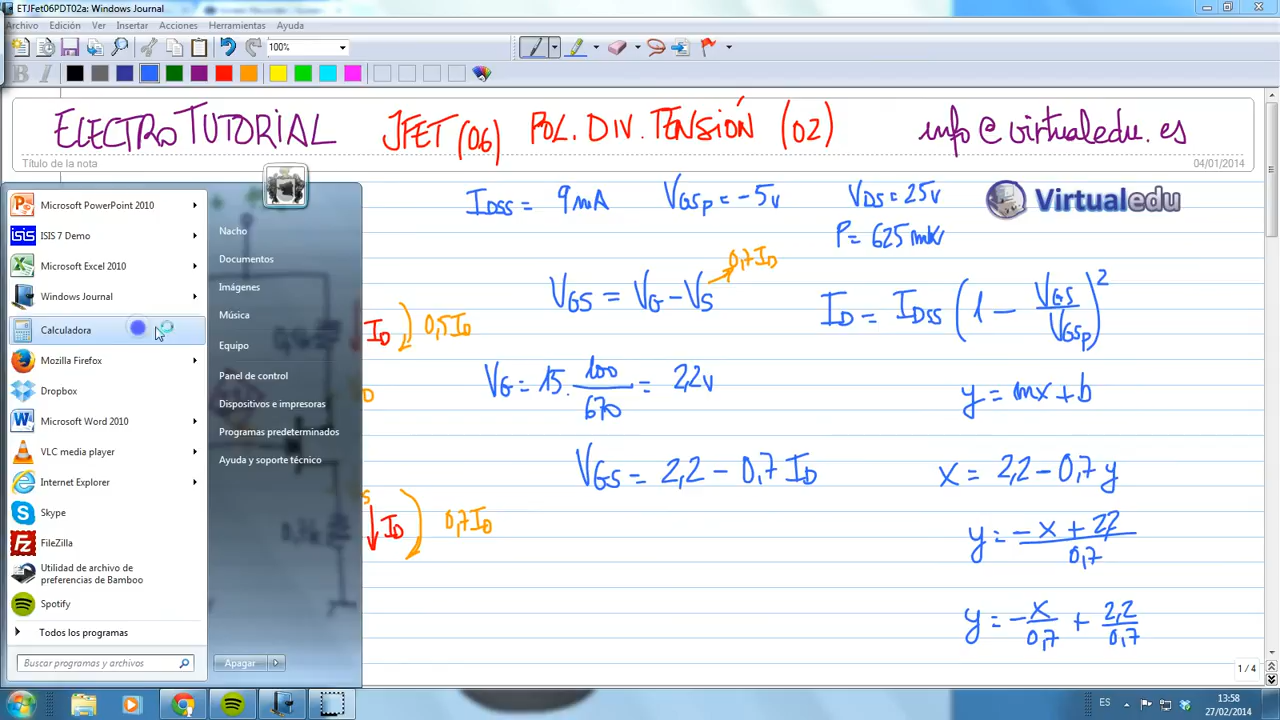 ETJFet06PDT02a: Windows Journal
Archivo Edición Ver Insertar Acciones Herramientas Ayuda
100%
ELECTROTUTORIAL JFET (06) POL. DIV. TENSIÓN (02) info@virtualedu.es
Título de la nota
04/01/2014
Microsoft PowerPoint 2010
ISIS 7 Demo
Microsoft Excel 2010
Windows Journal
Calculadora
Mozilla Firefox
Dropbox
Microsoft Word 2010
VLC media player
Internet Explorer
Skype
FileZilla
Utilidad de archivo de
preferencias de Bamboo
Spotify
Todos los programas
Buscar programas y archivos
Nacho
Documentos
Imágenes
Música
Equipo
Panel de control
Dispositivos e impresoras
Programas predeterminados
Ayuda y soporte técnico
Apagar
IDSS = 9mA VGSp = -5v VDS = 25v
P = 625 mW
Virtualedu
VGS = VG - VS
0,7 ID
ID = IDSS (1 - VGS/VGSp)²
ID 0,5ID
VG = 15 · 100/670 = 2,2v
y = mx + b
VGS = 2,2 - 0,7 ID
x = 2,2 - 0,7y
ID 0,7ID
y = (-x + 2,2)/0,7
y = -x/0,7 + 2,2/0,7
1 / 4
ES
13:58
27/02/2014